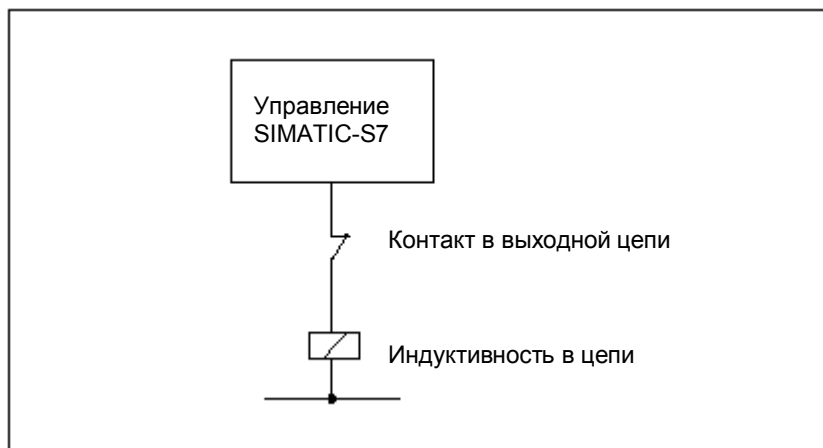 Управление
SIMATIC-S7
Контакт в выходной цепи
Индуктивность в цепи